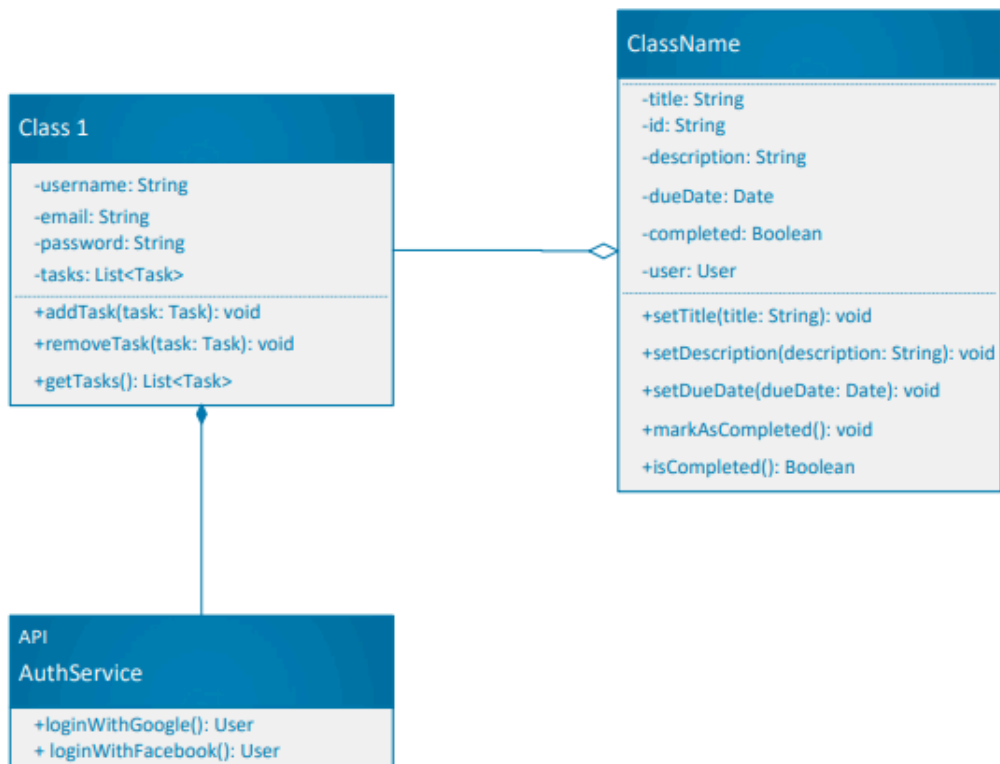 Class 1
-username: String
-email: String
-password: String
-tasks: List<Task>
+addTask(task: Task): void
+removeTask(task: Task): void
+getTasks(): List<Task>
ClassName
-title: String
-id: String
-description: String
-dueDate: Date
-completed: Boolean
-user: User
+setTitle(title: String): void
+setDescription(description: String): void
+setDueDate(dueDate: Date): void
+markAsCompleted(): void
+isCompleted(): Boolean
API
AuthService
+loginWithGoogle(): User
+ loginWithFacebook(): User